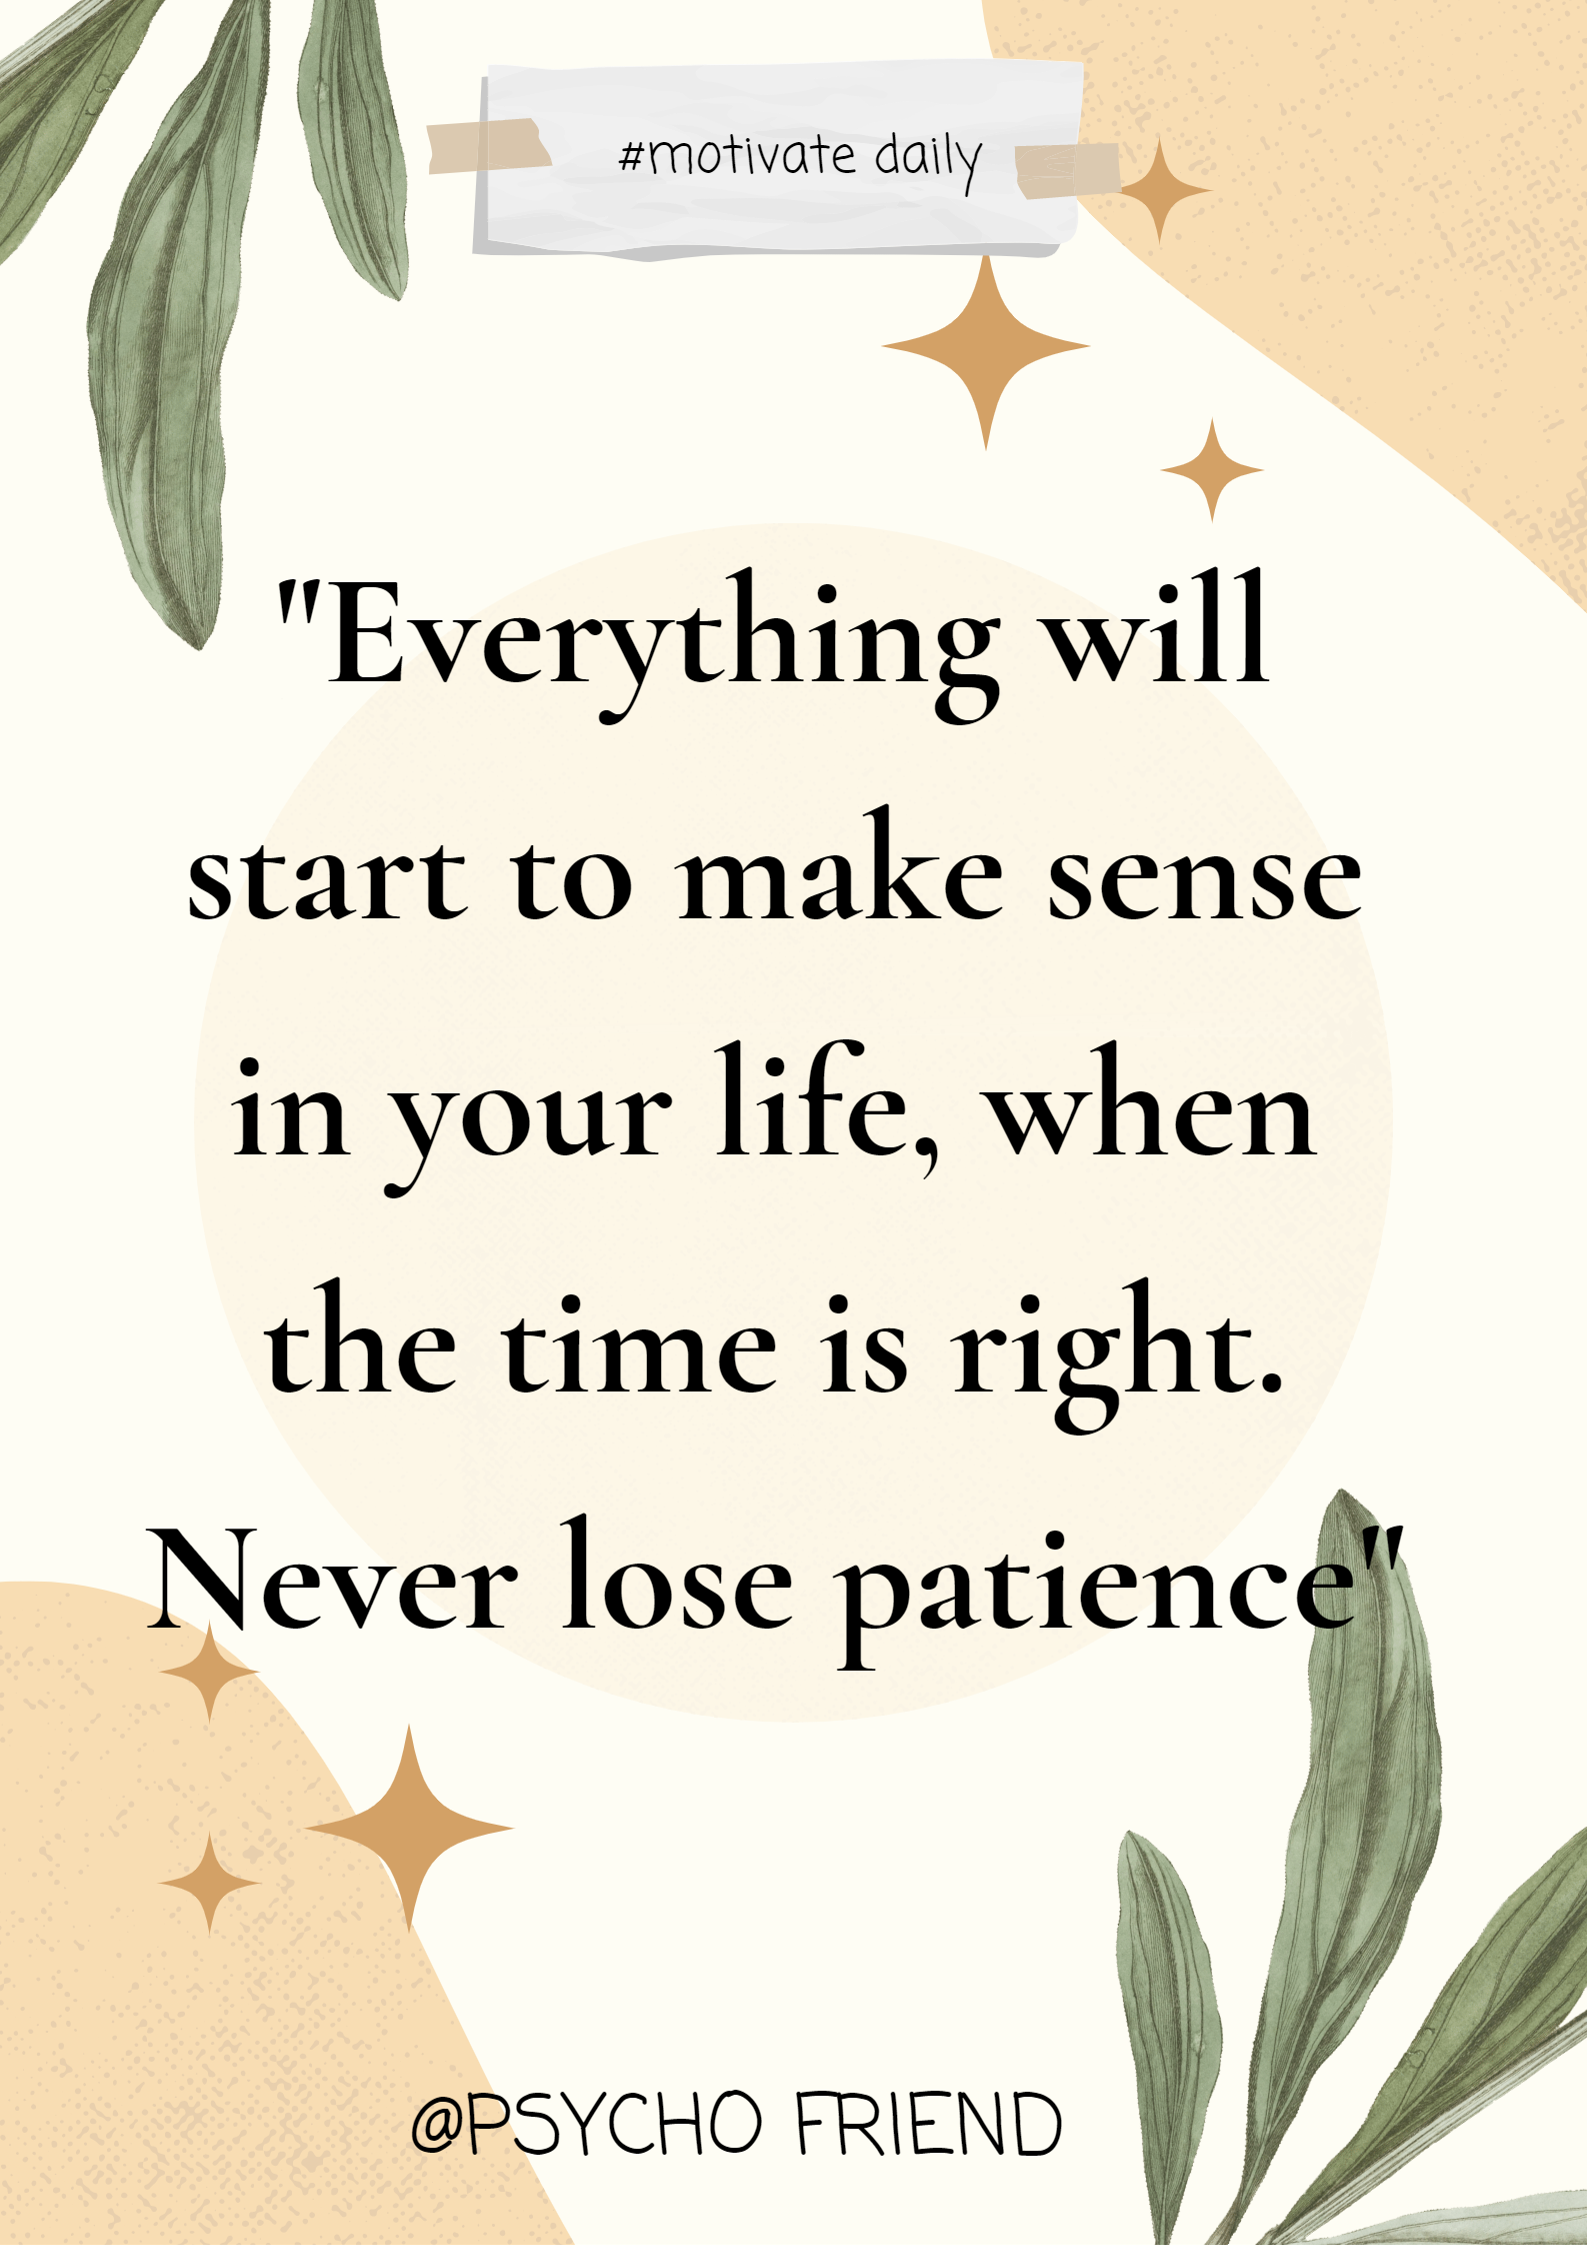 #motivate daily
"Everything will
start to make sense
in your life, when
the time is right.
Never lose patience"
@PSYCHO FRIEND